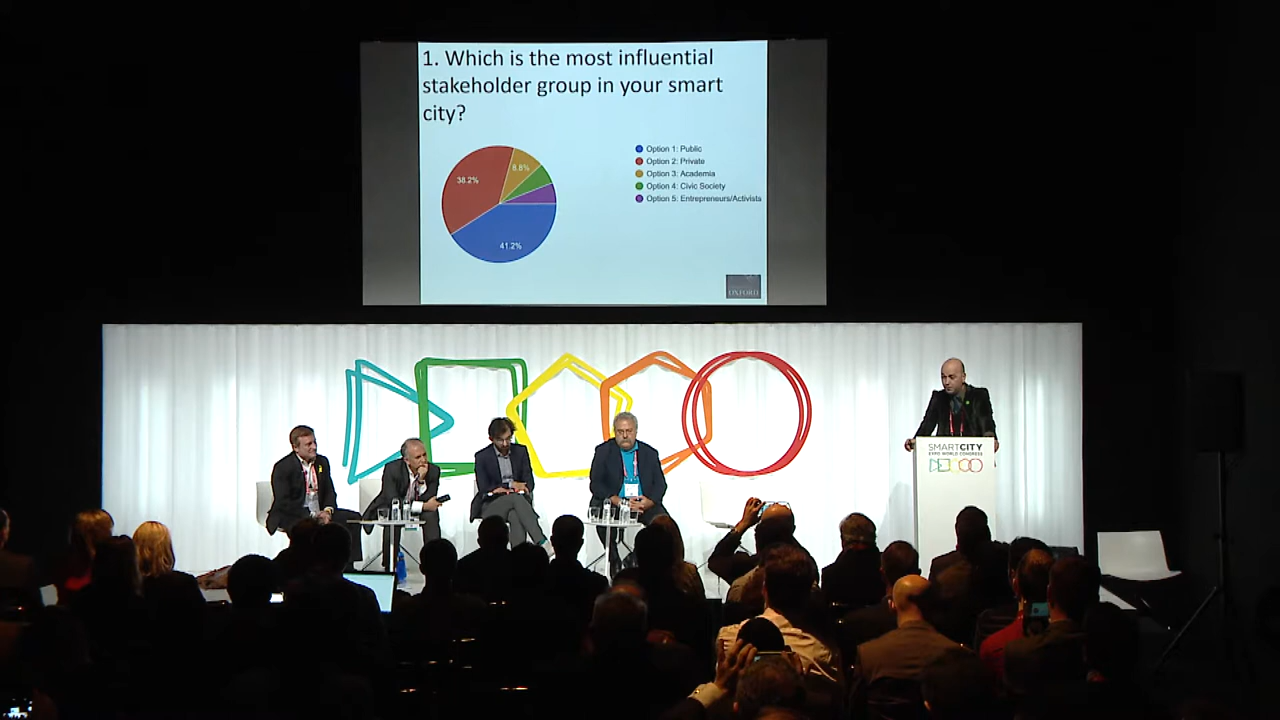 1. Which is the most influential
stakeholder group in your smart
city?
38.2%
8.8%
41.2%
Option 1: Public
Option 2: Private
Option 3: Academia
Option 4: Civic Society
Option 5: Entrepreneurs/Activists
OXFORD
SMARTCITY
EXPO WORLD CONGRESS